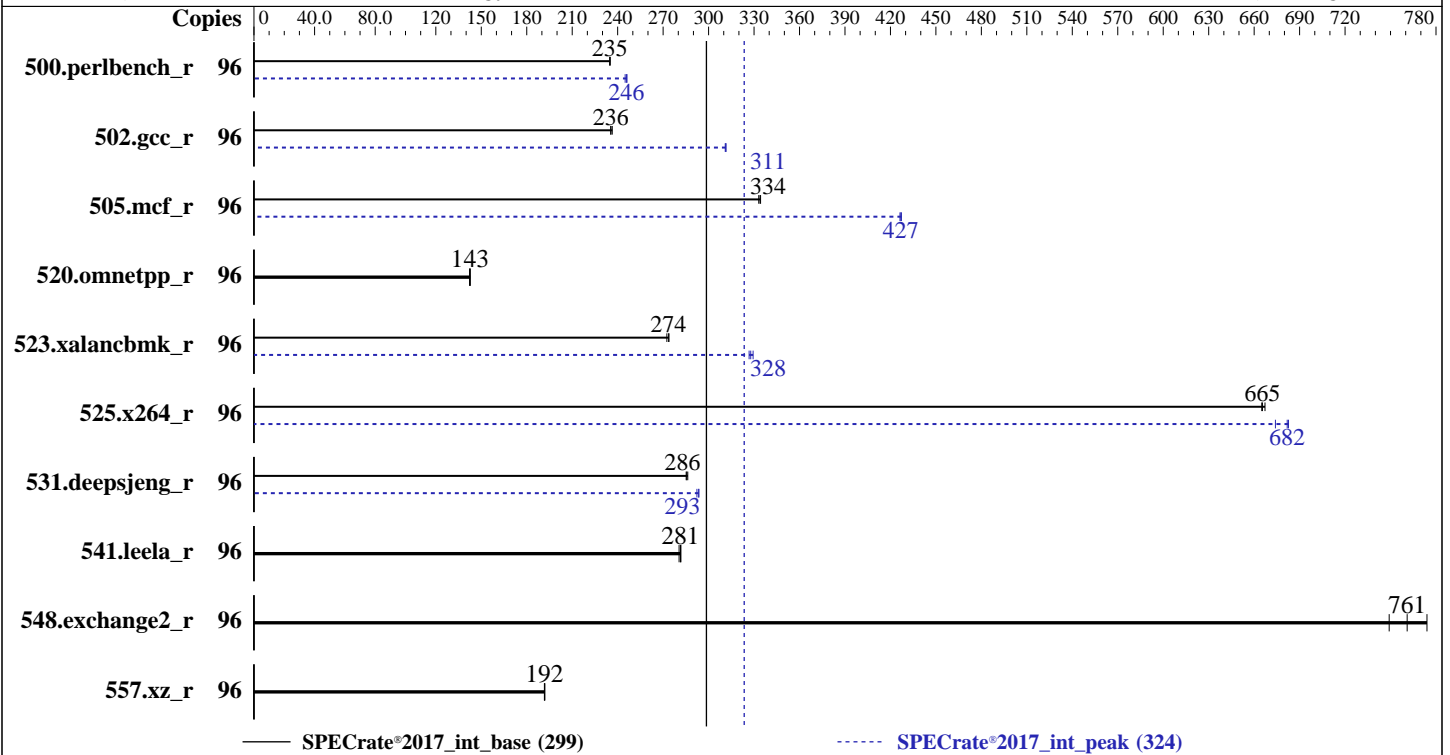 Copies 0 40.0 80.0 120 150 180 210 240 270 300 330 360 390 420 450 480 510 540 570 600 630 660 690 720 780
235
500.perlbench_r 96
246
236
502.gcc_r 96
311
334
505.mcf_r 96
427
143
520.omnetpp_r 96
274
523.xalancbmk_r 96
328
665
525.x264_r 96
682
286
531.deepsjeng_r 96
293
281
541.leela_r 96
761
548.exchange2_r 96
192
557.xz_r 96
SPECrate®2017_int_base (299) SPECrate®2017_int_peak (324)